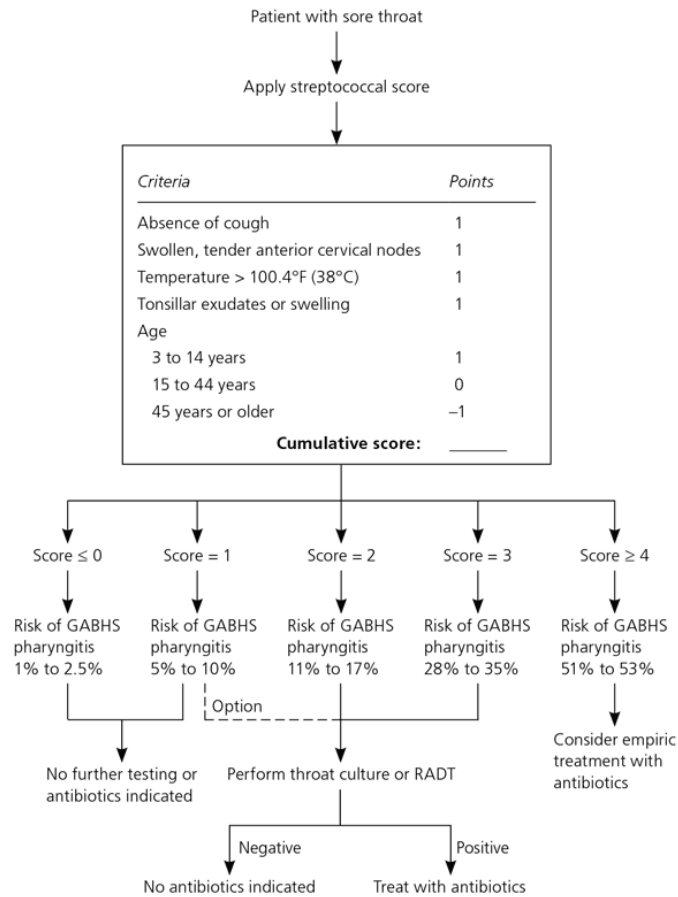 Patient with sore throat
Apply streptococcal score
Criteria Points
Absence of cough 1
Swollen, tender anterior cervical nodes 1
Temperature > 100.4°F (38°C) 1
Tonsillar exudates or swelling 1
Age
3 to 14 years 1
15 to 44 years 0
45 years or older –1
Cumulative score: ______
Score ≤ 0
Score = 1
Score = 2
Score = 3
Score ≥ 4
Risk of GABHS
pharyngitis
1% to 2.5%
Risk of GABHS
pharyngitis
5% to 10%
Risk of GABHS
pharyngitis
11% to 17%
Risk of GABHS
pharyngitis
28% to 35%
Risk of GABHS
pharyngitis
51% to 53%
Option
No further testing or
antibiotics indicated
Perform throat culture or RADT
Consider empiric
treatment with
antibiotics
Negative
Positive
No antibiotics indicated
Treat with antibiotics